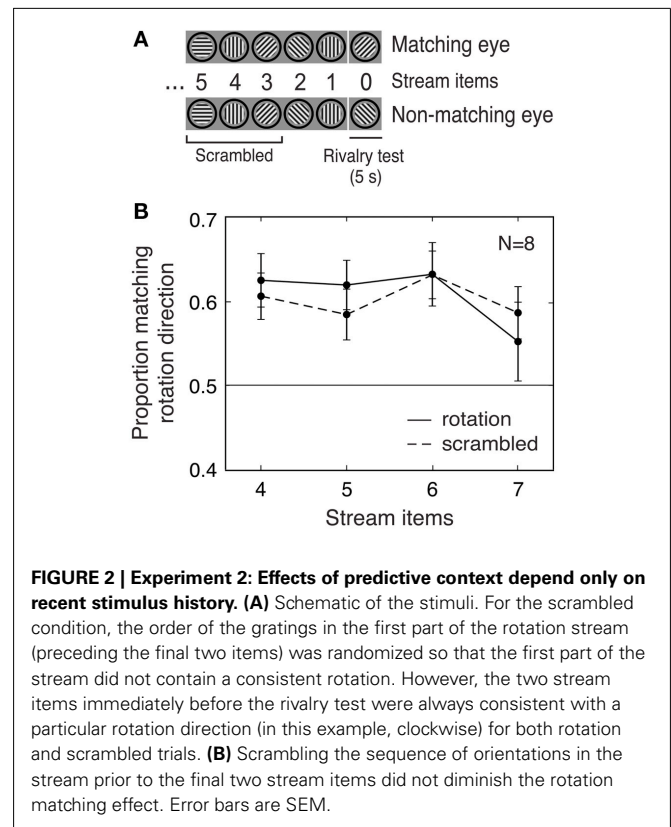 A
Matching eye
... 5 4 3 2 1 0 Stream items
Non-matching eye
Scrambled
Rivalry test
(5 s)
B
Proportion matching
rotation direction
0.7
0.6
0.5
0.4
N=8
rotation
scrambled
4 5 6 7
Stream items
FIGURE 2 | Experiment 2: Effects of predictive context depend only on
recent stimulus history. (A) Schematic of the stimuli. For the scrambled
condition, the order of the gratings in the first part of the rotation stream
(preceding the final two items) was randomized so that the first part of the
stream did not contain a consistent rotation. However, the two stream
items immediately before the rivalry test were always consistent with a
particular rotation direction (in this example, clockwise) for both rotation
and scrambled trials. (B) Scrambling the sequence of orientations in the
stream prior to the final two stream items did not diminish the rotation
matching effect. Error bars are SEM.